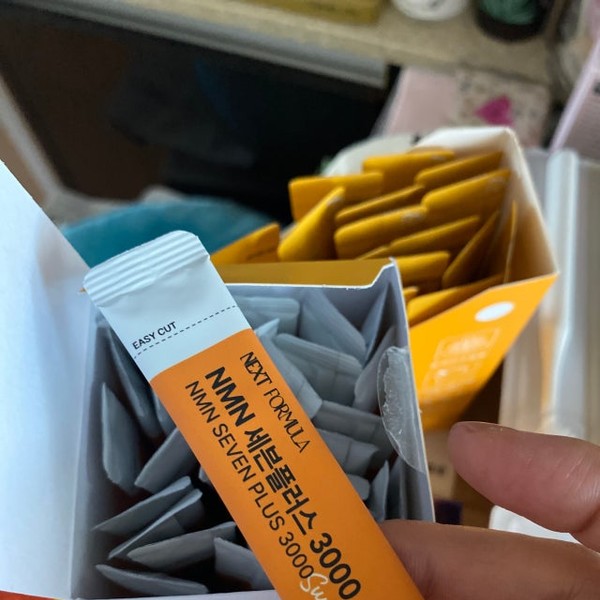 EASY CUT
NEXT FORMULA
NMN 세븐플러스 3000
NMN SEVEN PLUS 3000